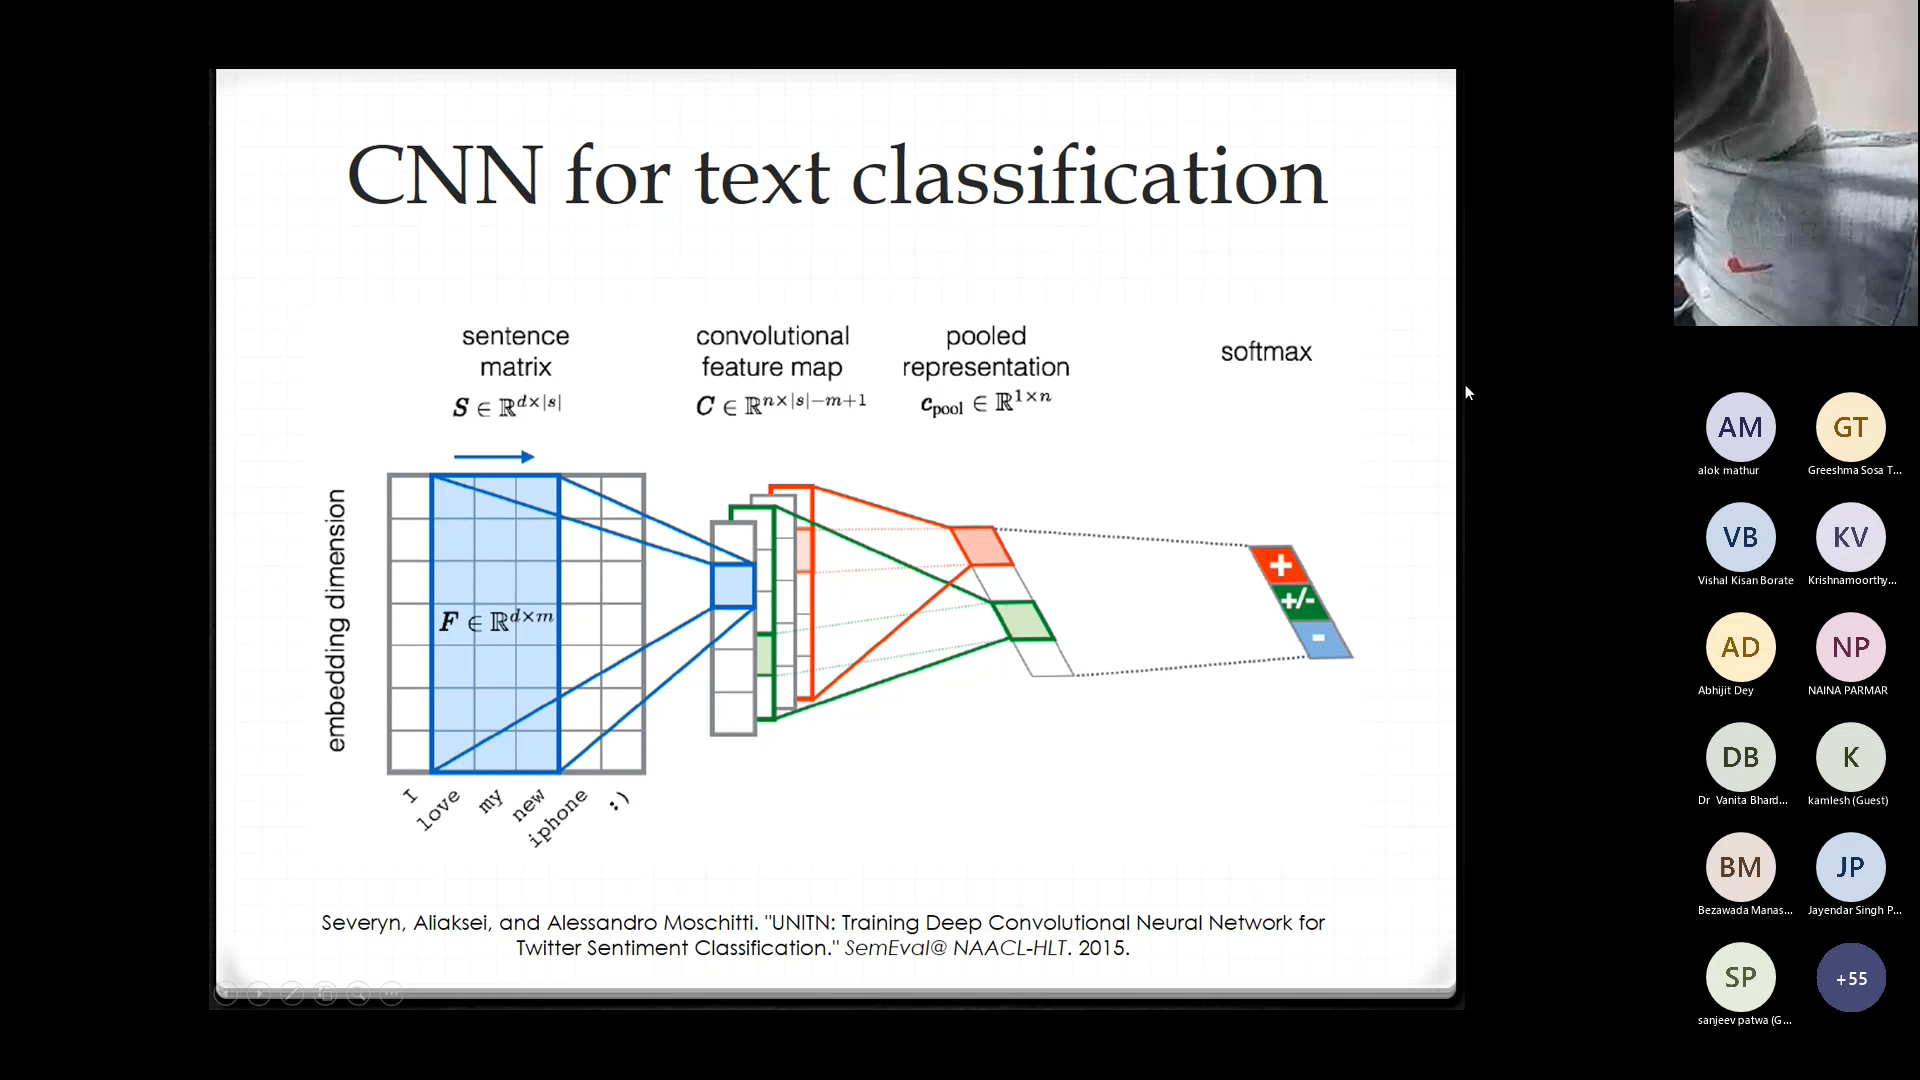 CNN for text classification
sentence
matrix
S ∈ ℝ^{d×|s|}
convolutional
feature map
C ∈ ℝ^{n×|s|−m+1}
pooled
representation
c_{pool} ∈ ℝ^{1×n}
softmax
embedding dimension
F ∈ ℝ^{d×m}
I
love
my
new
iphone
:)
+
+/-
-
Severyn, Aliaksei, and Alessandro Moschitti. "UNITN: Training Deep Convolutional Neural Network for
Twitter Sentiment Classification." SemEval@ NAACL-HLT. 2015.
AM
alok mathur
GT
Greeshma Sosa T...
VB
Vishal Kisan Borate
KV
Krishnamoorthy...
AD
Abhijit Dey
NP
NAINA PARMAR
DB
Dr Vanita Bhard...
K
kamlesh (Guest)
BM
Bezawada Manas...
JP
Jayendar Singh P...
SP
sanjeev patwa (G...
+55